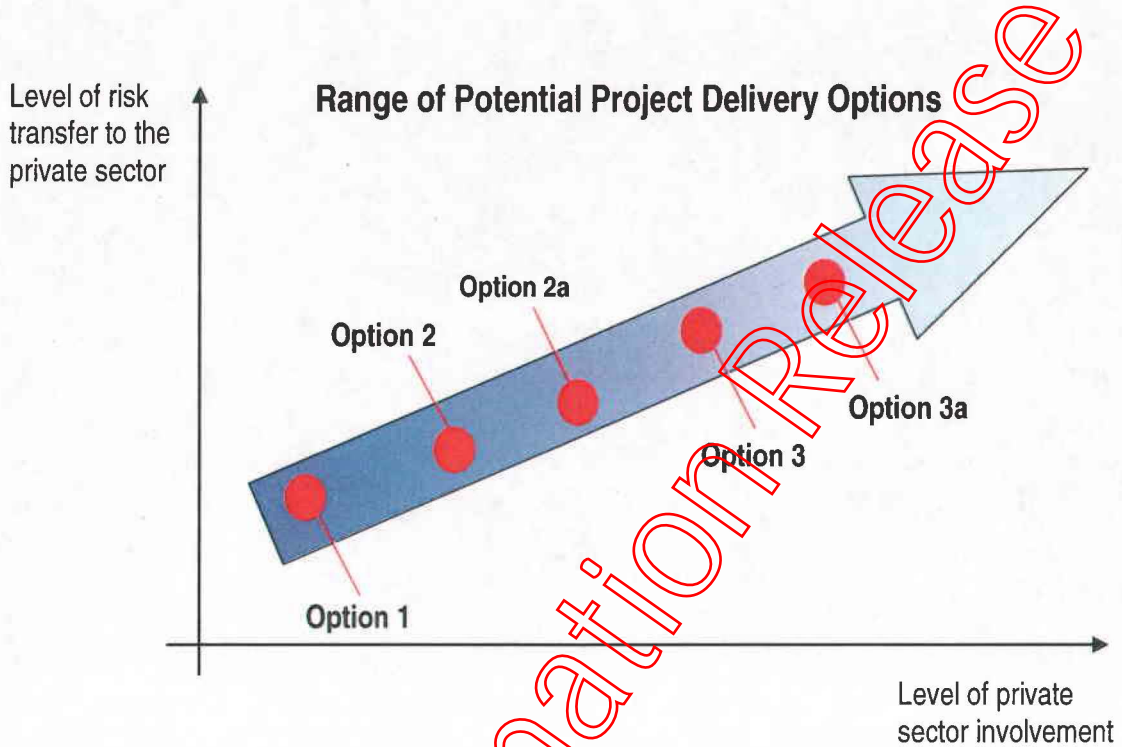 Level of risk
transfer to the
private sector
Range of Potential Project Delivery Options
Option 2a
Option 2
Option 3a
Option 3
Option 1
Level of private
sector involvement
mation Release